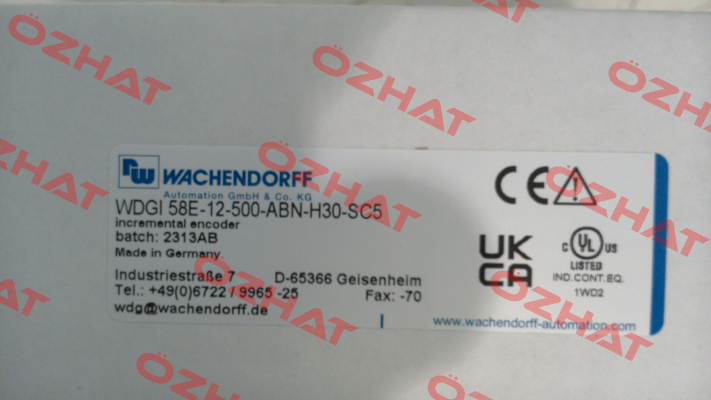 WACHENDORFF
Automation GmbH & Co. KG
WDGI 58E-12-500-ABN-H30-SC5
incremental encoder
batch: 2313AB
Made in Germany.
Industriestraße 7 D-65366 Geisenheim
Tel.: +49(0)6722 / 9965 -25 Fax: -70
wdg@wachendorff.de
CE
UK
CA
C UL US
LISTED
IND.CONT.EQ.
1WD2
www.wachendorff-automation.com
ÖZHAT
ÖZHAT
ÖZHAT
ÖZHAT
ÖZHAT
ÖZHAT
ÖZHAT
ÖZHAT
ÖZHAT